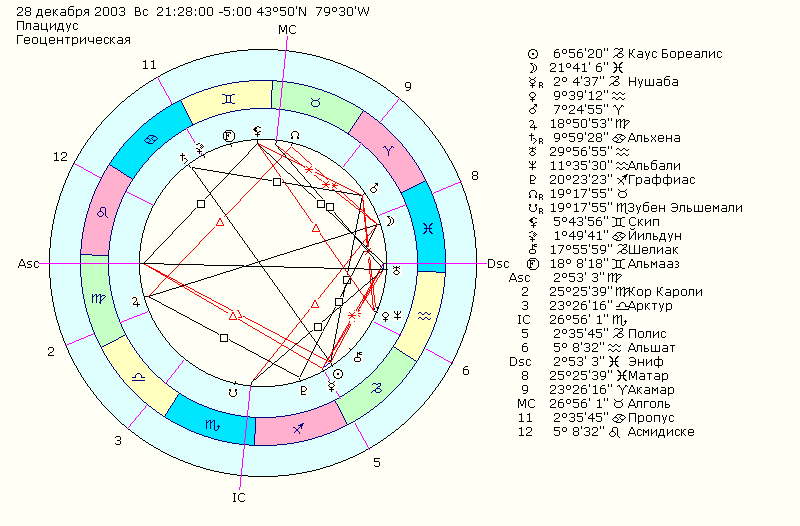 28 декабря 2003 Вс 21:28:00 -5:00 43°50'N 79°30'W
Плацидус
Геоцентрическая
MC
11
9
12
8
Asc
Dsc
2
6
3
5
IC
☉ 6°56'20" ♑ Каус Бореалис
☽ 21°41' 6" ♓
☿R 2° 4'37" ♑ Нушаба
♀ 9°39'12" ♒
♂ 7°24'55" ♈
♃ 18°50'53" ♍
♄R 9°59'28" ♋ Альхена
♅ 29°56'55" ♒
♆ 11°35'30" ♒ Альбали
♇ 20°23'23" ♐ Граффиас
☊R 19°17'55" ♉
☋R 19°17'55" ♏ Зубен Эльшемали
⚸ 5°43'56" ♊ Скип
1°49'41" ♋ Йильдун
⚷ 17°55'59" ♑ Шелиак
18° 8'18" ♊ Альмааз
Asc 2°53' 3" ♍
2 25°25'39" ♍ Кор Кароли
3 23°26'16" ♎ Арктур
IC 26°56' 1" ♏
5 2°35'45" ♑ Полис
6 5° 8'32" ♒ Альшат
Dsc 2°53' 3" ♓ Эниф
8 25°25'39" ♓ Матар
9 23°26'16" ♈ Акамар
MC 26°56' 1" ♉ Алголь
11 2°35'45" ♋ Пропус
12 5° 8'32" ♌ Асмидиске